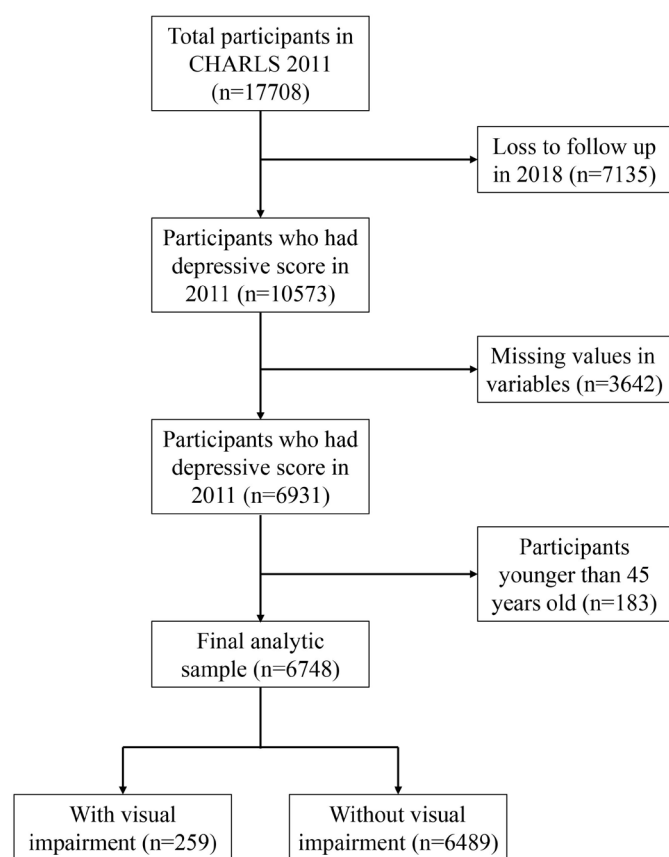 Total participants in
CHARLS 2011
(n=17708)
Loss to follow up
in 2018 (n=7135)
Participants who had
depressive score in
2011 (n=10573)
Missing values in
variables (n=3642)
Participants who had
depressive score in
2011 (n=6931)
Participants
younger than 45
years old (n=183)
Final analytic
sample (n=6748)
With visual
impairment (n=259)
Without visual
impairment (n=6489)